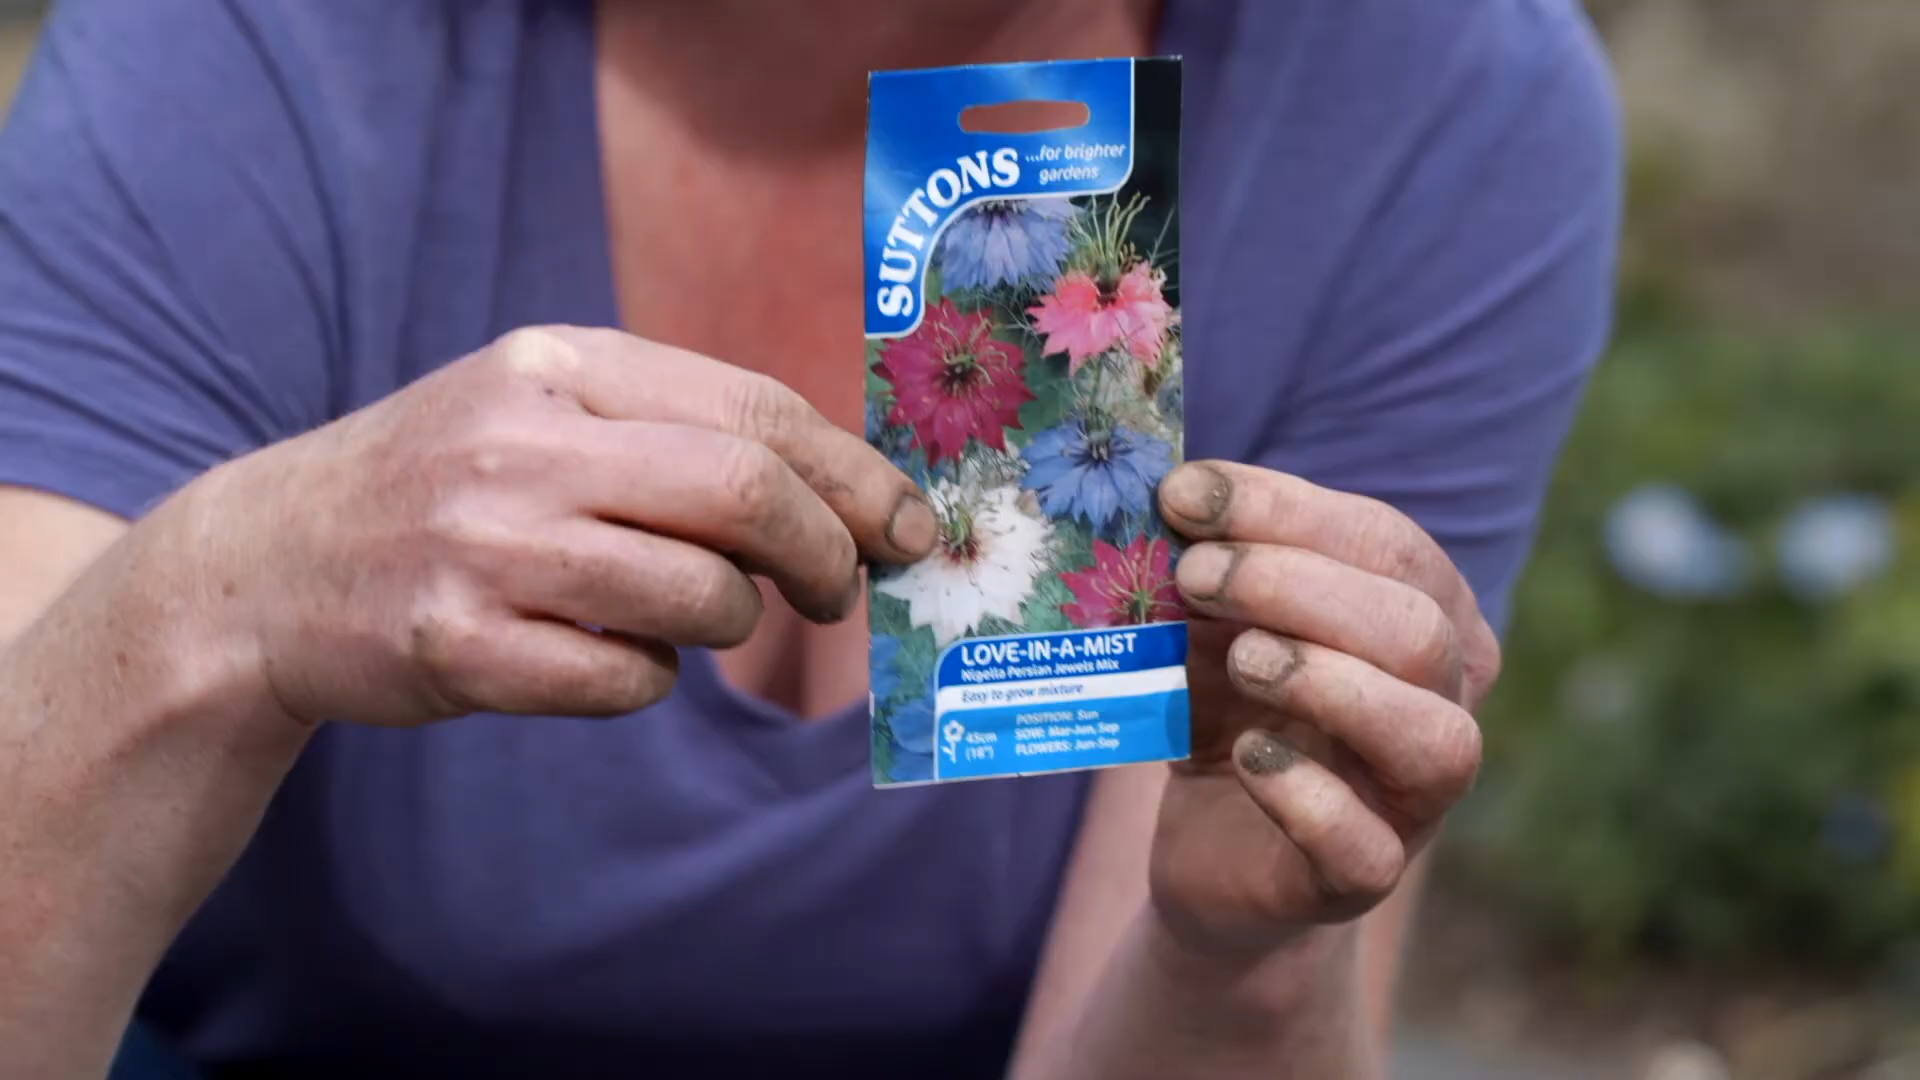 SUTTONS
...for brighter
gardens
LOVE-IN-A-MIST
Nigella Persian Jewels Mix
Easy to grow mixture
45cm
(18")
POSITION: Sun
SOW: Mar-Jun, Sep
FLOWERS: Jun-Sep